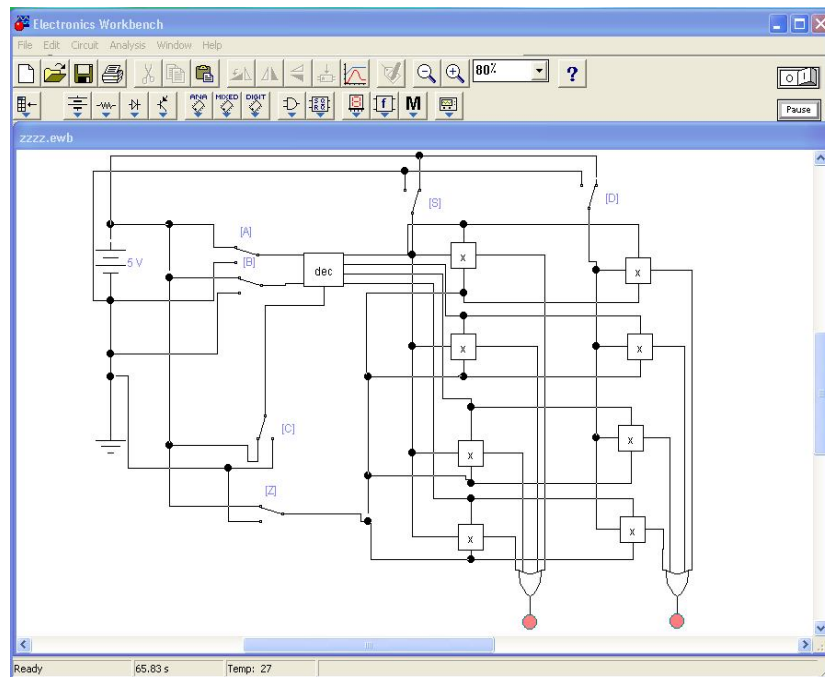 Electronics Workbench
File Edit Circuit Analysis Window Help
80%
?
ANA MIXED DIGIT
f M
Pause
zzzz.ewb
[A]
[S]
[D]
[B]
5 V
dec
x
x
x
x
[C]
x
x
[Z]
x
x
Ready 65.83 s Temp: 27